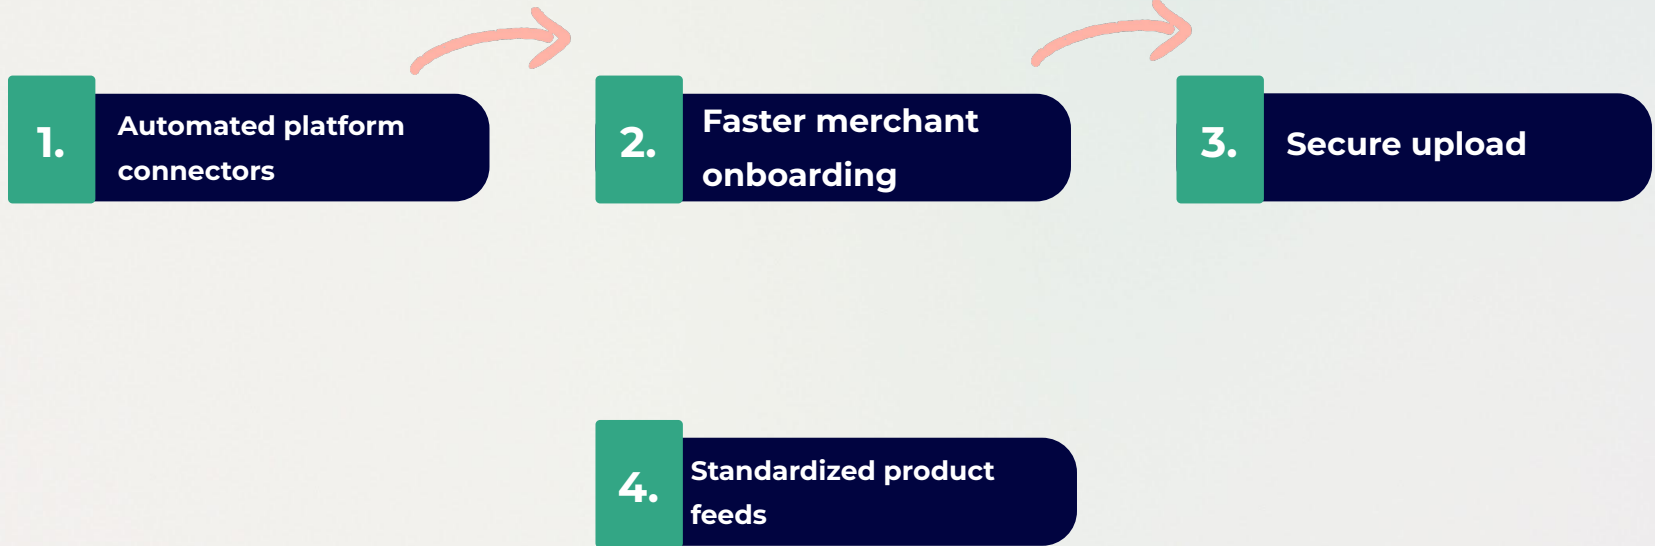 1.
Automated platform
connectors
2.
Faster merchant
onboarding
3.
Secure upload
4.
Standardized product
feeds